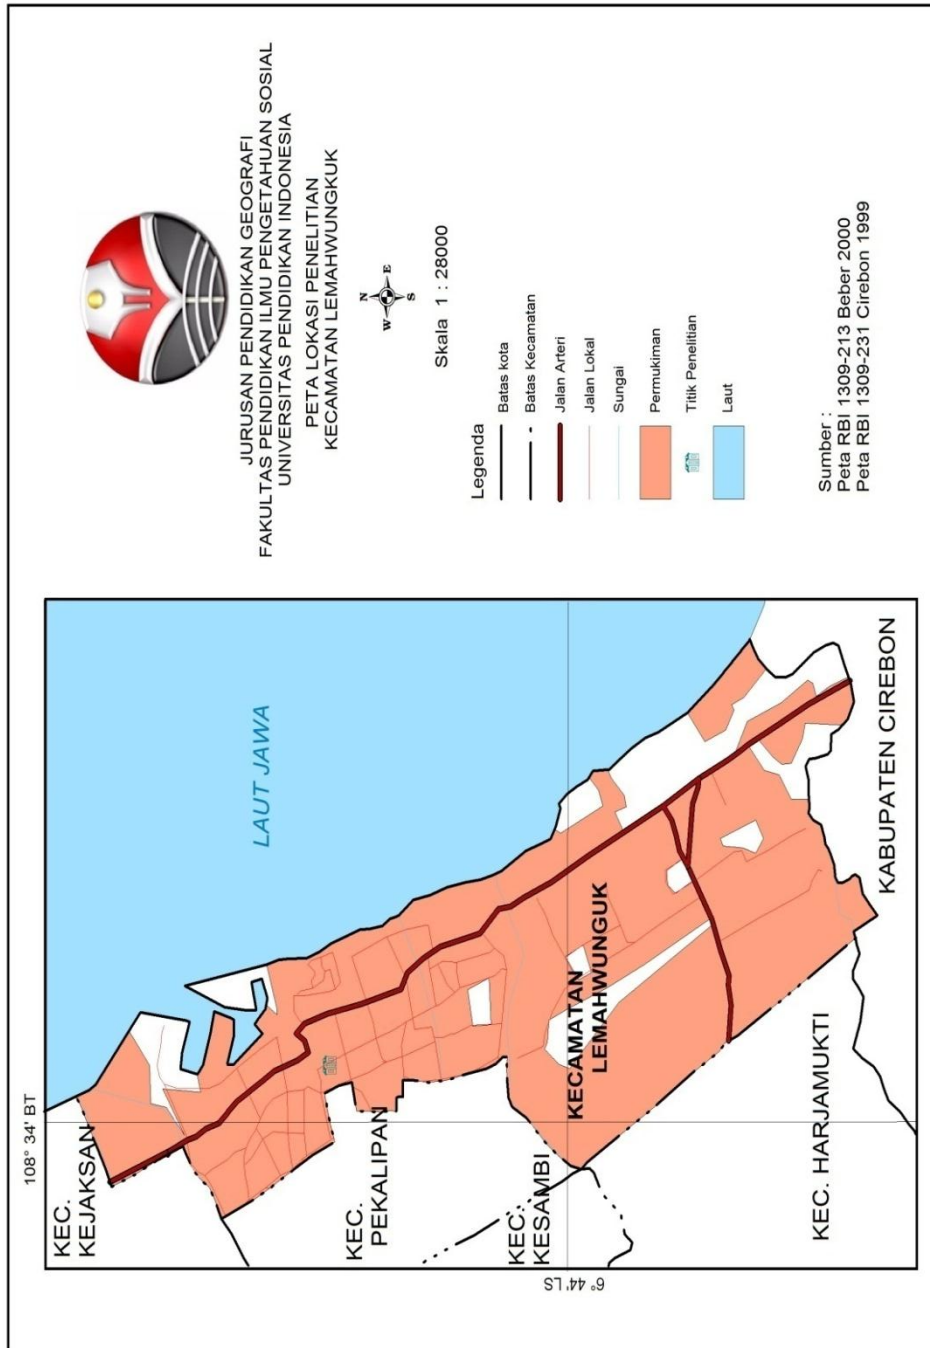 JURUSAN PENDIDIKAN GEOGRAFI
FAKULTAS PENDIDIKAN ILMU PENGETAHUAN SOSIAL
UNIVERSITAS PENDIDIKAN INDONESIA
PETA LOKASI PENELITIAN
KECAMATAN LEMAHWUNGKUK
N
W
E
S
Skala 1 : 28000
Legenda
Batas kota
Batas Kecamatan
Jalan Arteri
Jalan Lokal
Sungai
Permukiman
Titik Penelitian
Laut
Sumber :
Peta RBI 1309-213 Beber 2000
Peta RBI 1309-231 Cirebon 1999
108° 34' BT
6° 44' LS
KEC.
KEJAKSAN
LAUT JAWA
KEC.
PEKALIPAN
KEC.
KESAMBI
KECAMATAN
LEMAHWUNGUK
KEC. HARJAMUKTI
KABUPATEN CIREBON